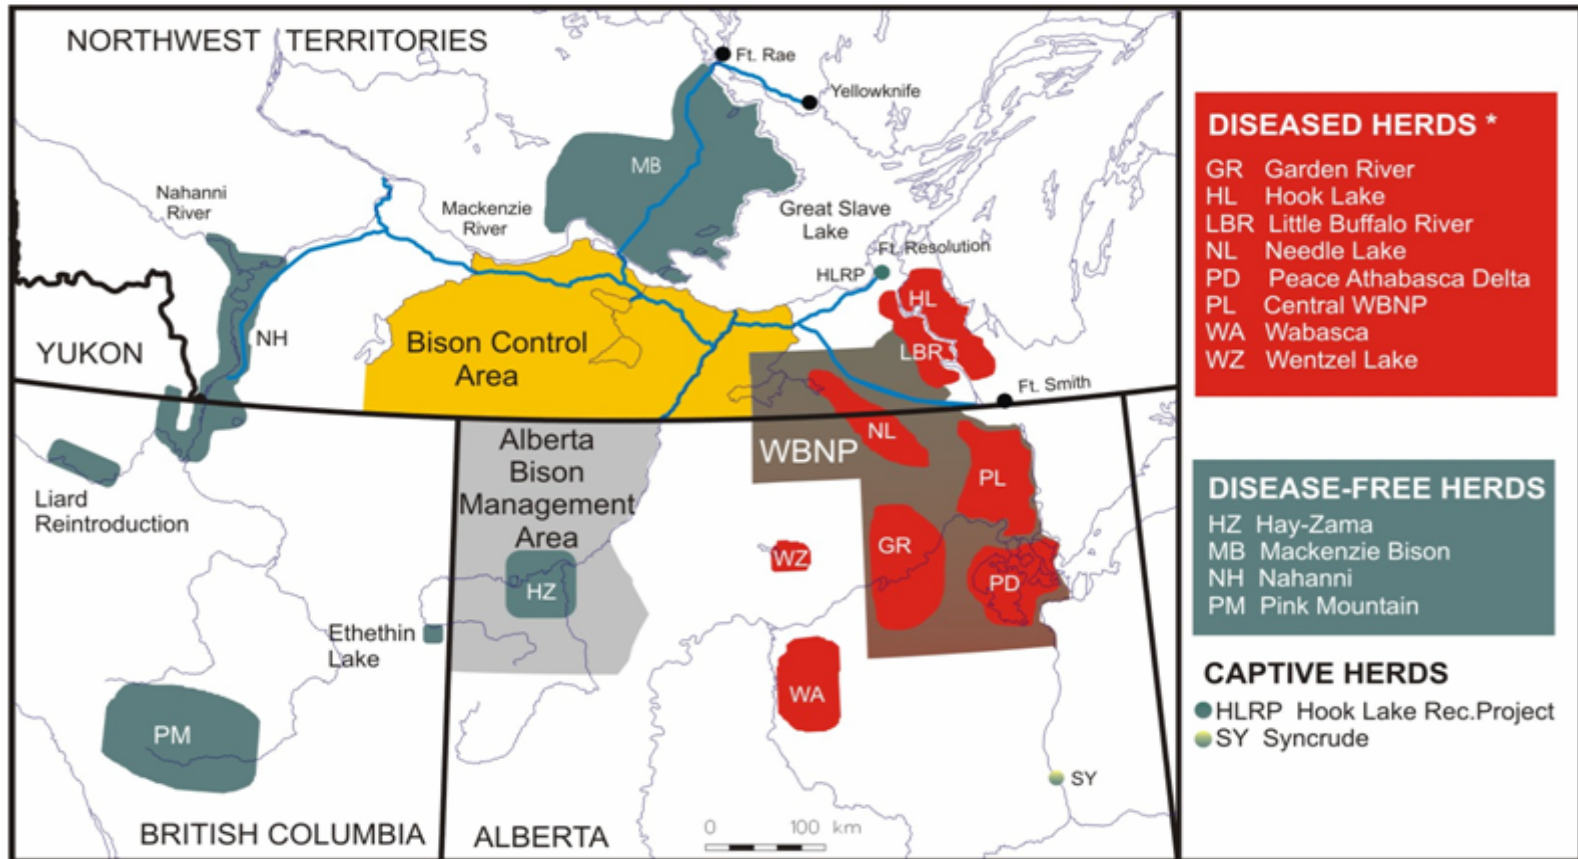 NORTHWEST TERRITORIES
Ft. Rae
Yellowknife
MB
Nahanni
River
Mackenzie
River
Great Slave
Lake
Ft. Resolution
HLRP
HL
NH
YUKON
Bison Control
Area
LBR
Ft. Smith
Alberta
Bison
Management
Area
WBNP
NL
PL
Liard
Reintroduction
HZ
WZ
GR
PD
Ethethin
Lake
WA
PM
SY
BRITISH COLUMBIA
ALBERTA
0 100 km
DISEASED HERDS *
GR Garden River
HL Hook Lake
LBR Little Buffalo River
NL Needle Lake
PD Peace Athabasca Delta
PL Central WBNP
WA Wabasca
WZ Wentzel Lake
DISEASE-FREE HERDS
HZ Hay-Zama
MB Mackenzie Bison
NH Nahanni
PM Pink Mountain
CAPTIVE HERDS
HLRP Hook Lake Rec.Project
SY Syncrude